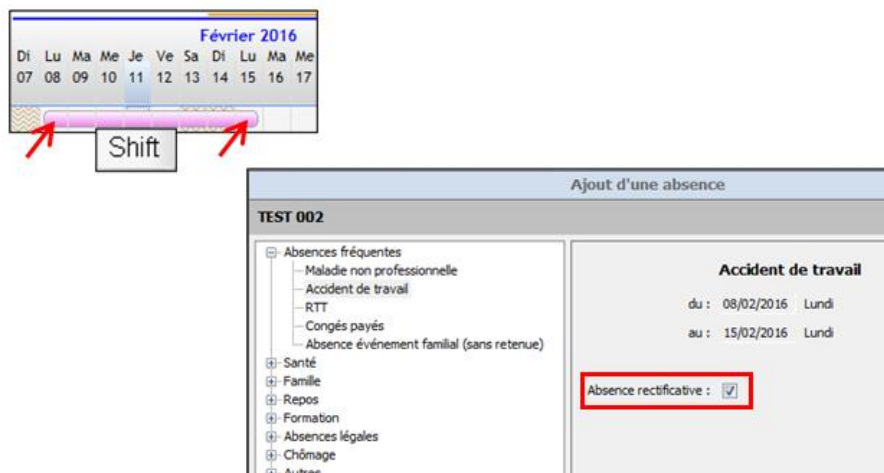 Février 2016
Di Lu Ma Me Je Ve Sa Di Lu Ma Me
07 08 09 10 11 12 13 14 15 16 17
Shift
Ajout d'une absence
TEST 002
Absences fréquentes
Maladie non professionnelle
Accident de travail
RTT
Congés payés
Absence événement familial (sans retenue)
Santé
Famille
Repos
Formation
Absences légales
Chômage
Autres
Accident de travail
du : 08/02/2016 Lundi
au : 15/02/2016 Lundi
Absence rectificative :